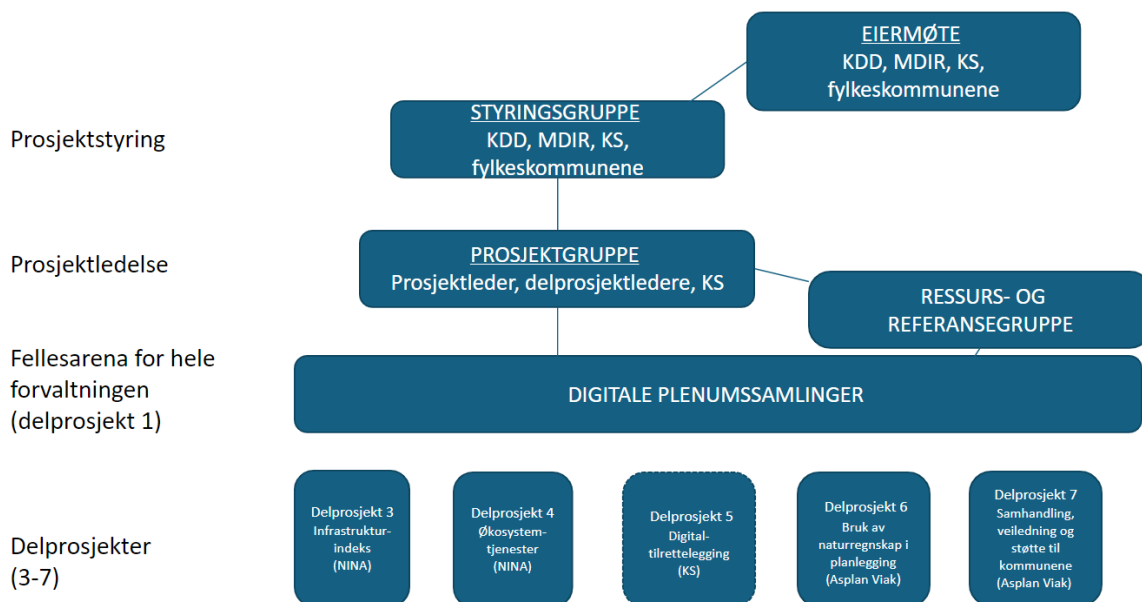 EIERMØTE
KDD, MDIR, KS,
fylkeskommunene
Prosjektstyring
STYRINGSGRUPPE
KDD, MDIR, KS,
fylkeskommunene
Prosjektledelse
PROSJEKTGRUPPE
Prosjektleder, delprosjektledere, KS
RESSURS- OG
REFERANSEGRUPPE
Fellesarena for hele
forvaltningen
(delprosjekt 1)
DIGITALE PLENUMSSAMLINGER
Delprosjekter
(3-7)
Delprosjekt 3
Infrastruktur-
indeks
(NINA)
Delprosjekt 4
Økosystem-
tjenester
(NINA)
Delprosjekt 5
Digital-
tilrettelegging
(KS)
Delprosjekt 6
Bruk av
naturregnskap i
planlegging
(Asplan Viak)
Delprosjekt 7
Samhandling,
veiledning og
støtte til
kommunene
(Asplan Viak)